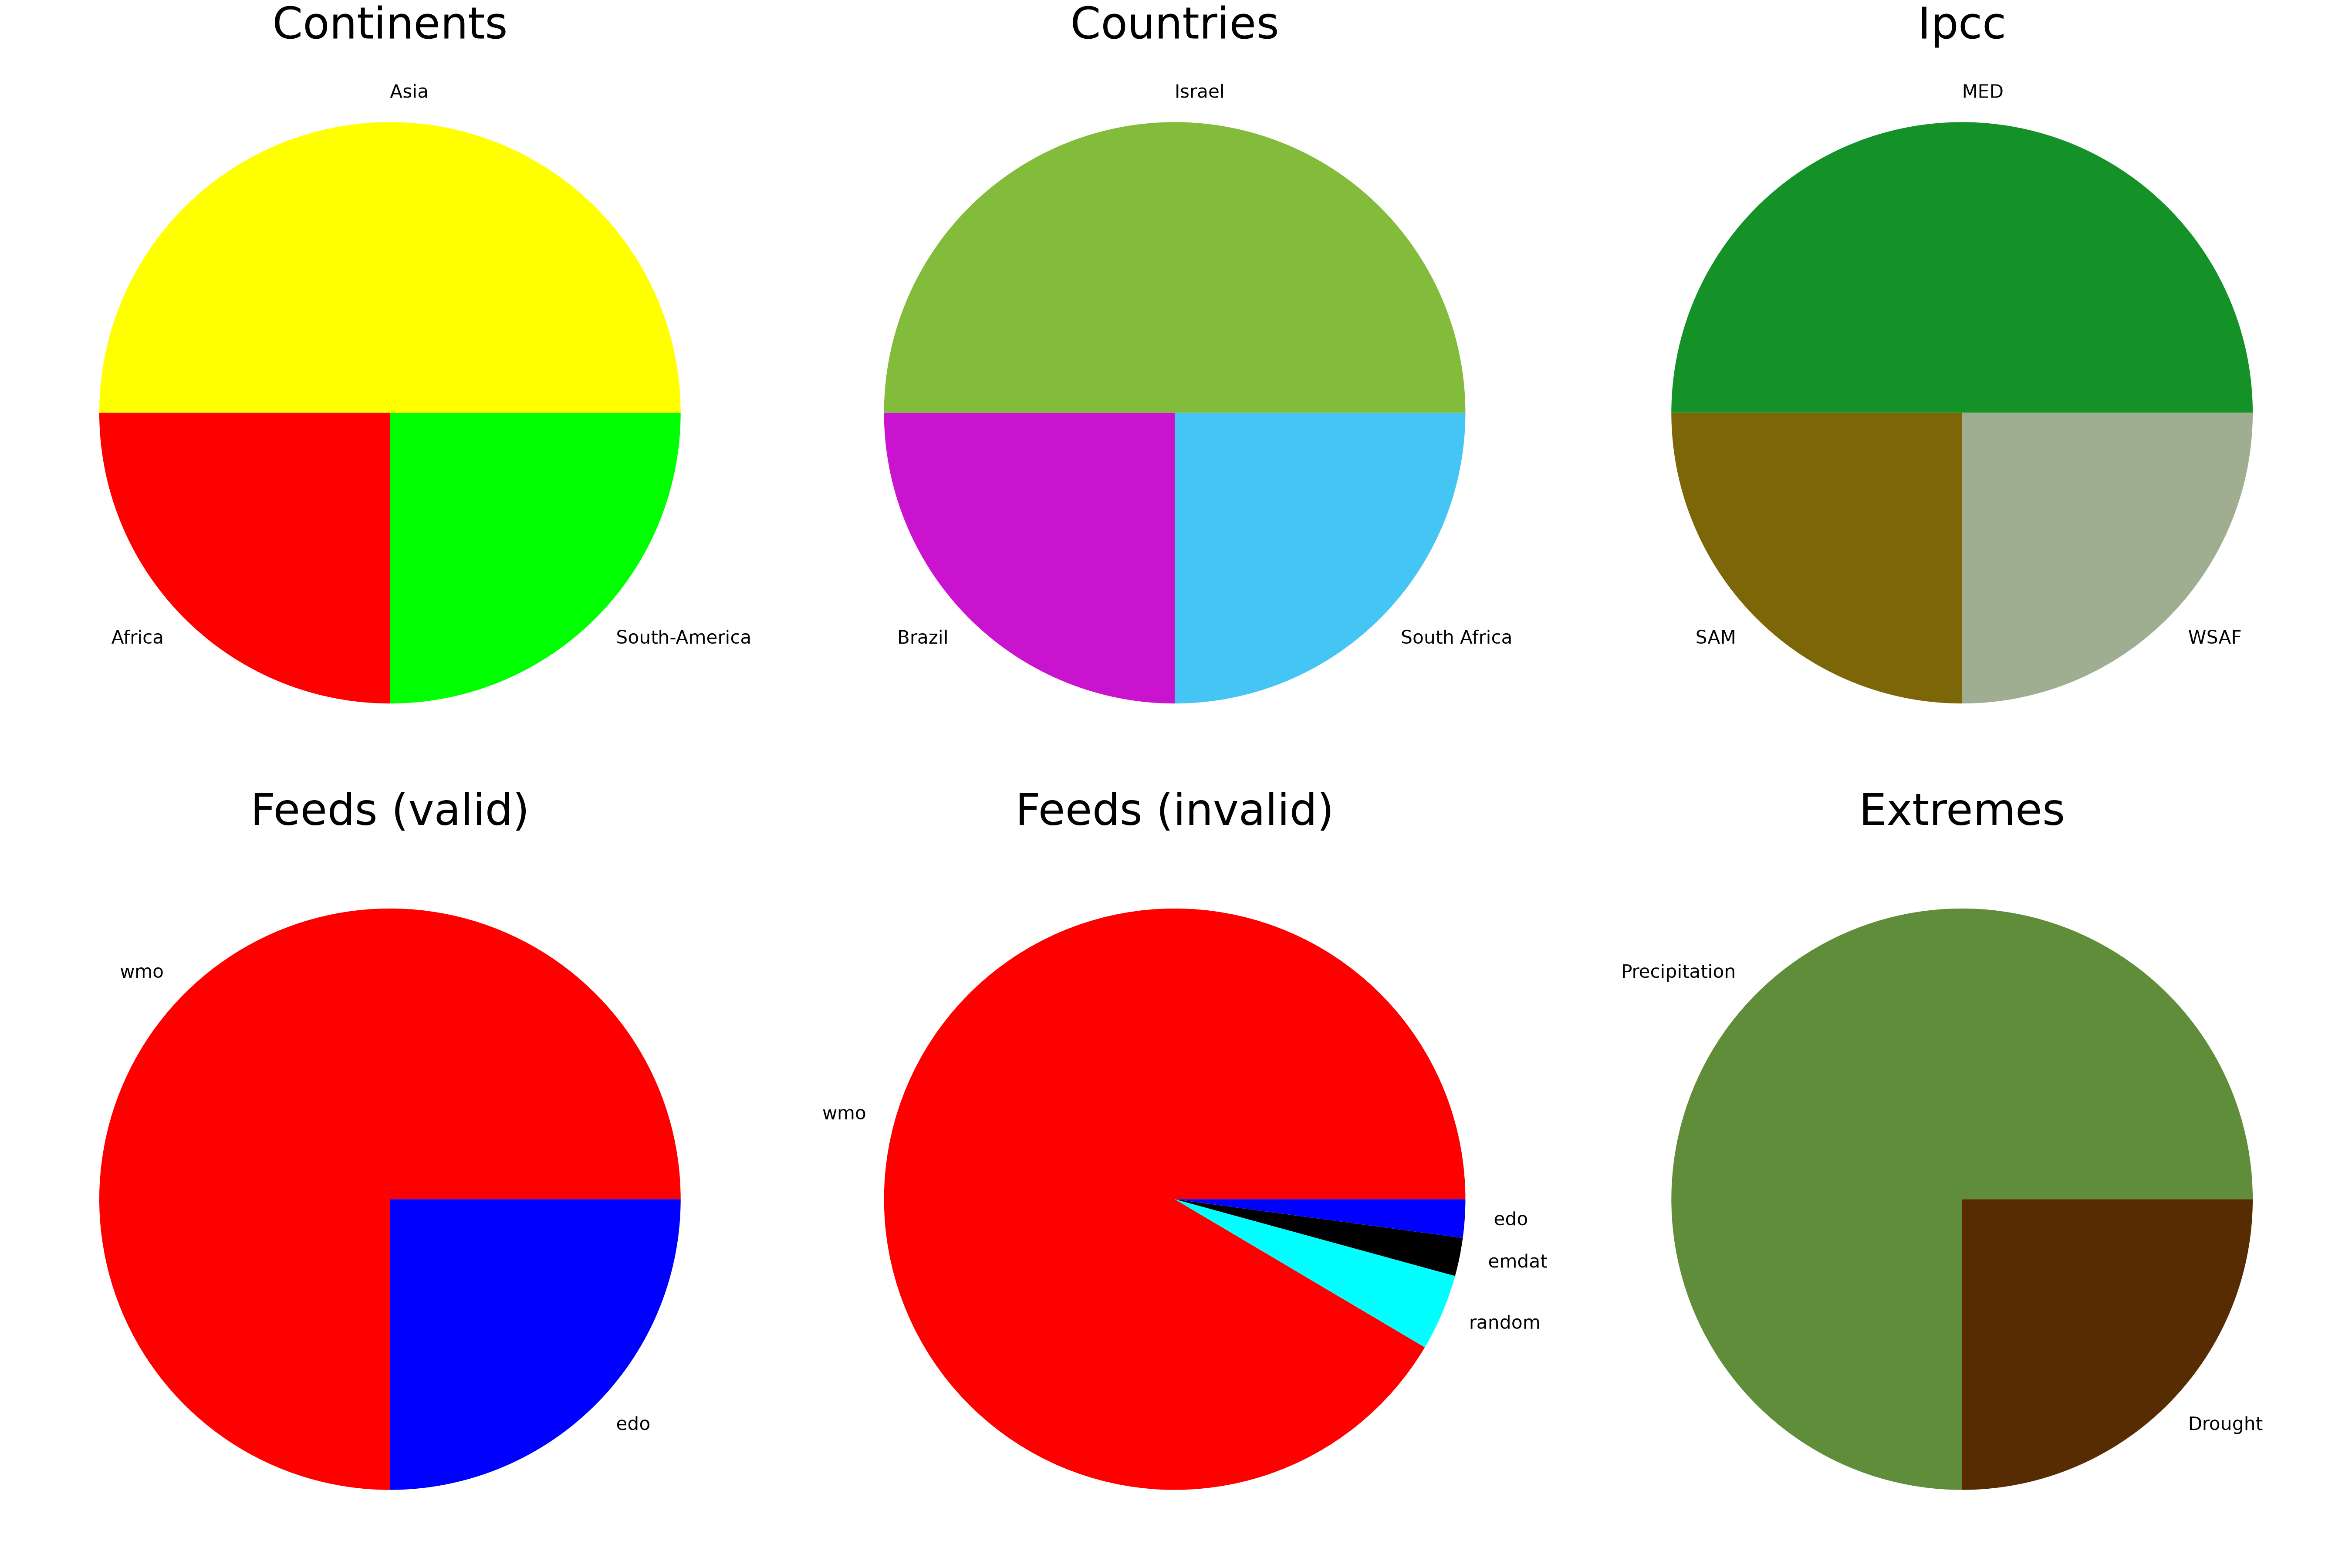 Continents
Asia
Africa
South-America
Countries
Israel
Brazil
South Africa
Ipcc
MED
SAM
WSAF
Feeds (valid)
wmo
edo
Feeds (invalid)
wmo
edo
emdat
random
Extremes
Precipitation
Drought